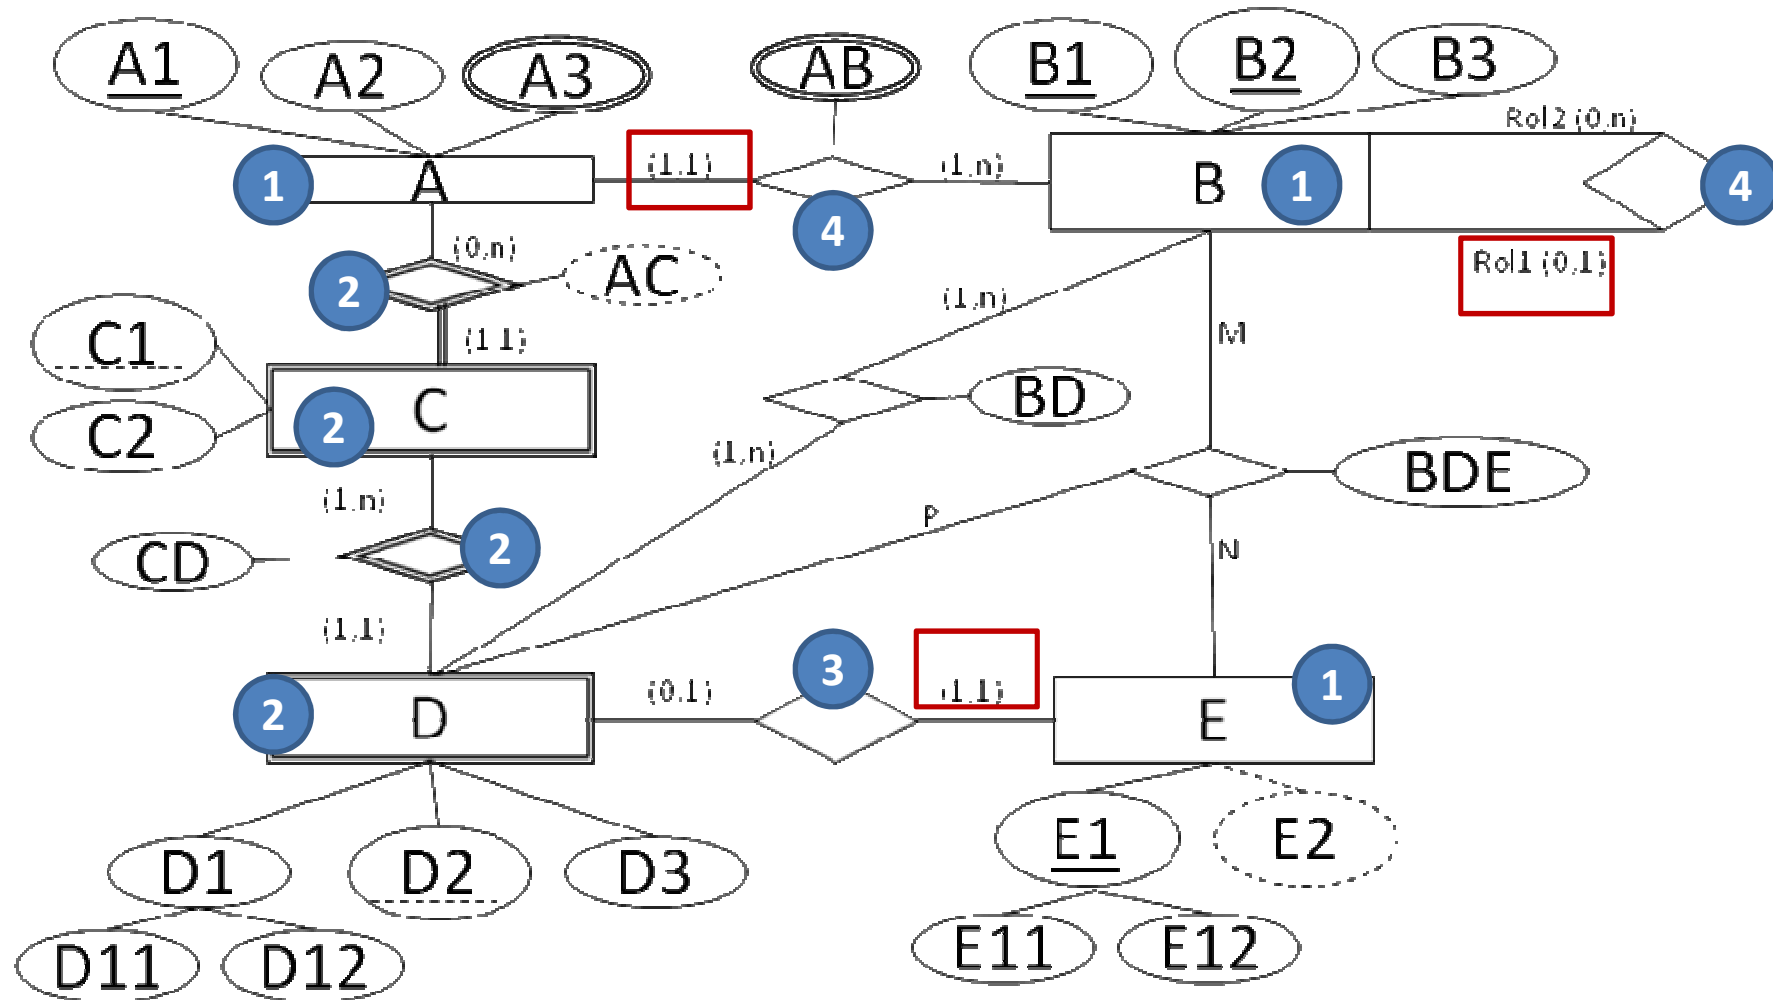 A1
A2
A3
AB
B1
B2
B3
Rol2 (0,n)
1
A
(1,1)
4
(1,n)
B
1
4
(0,n)
2
AC
Rol1 (0,1)
(1,n)
C1
(1 1)
M
C2
2
C
BD
(1,n)
BDE
(1,n)
P
CD
2
N
(1,1)
2
D
(0,1)
3
(1,1)
E
1
D1
D2
D3
E1
E2
D11
D12
E11
E12